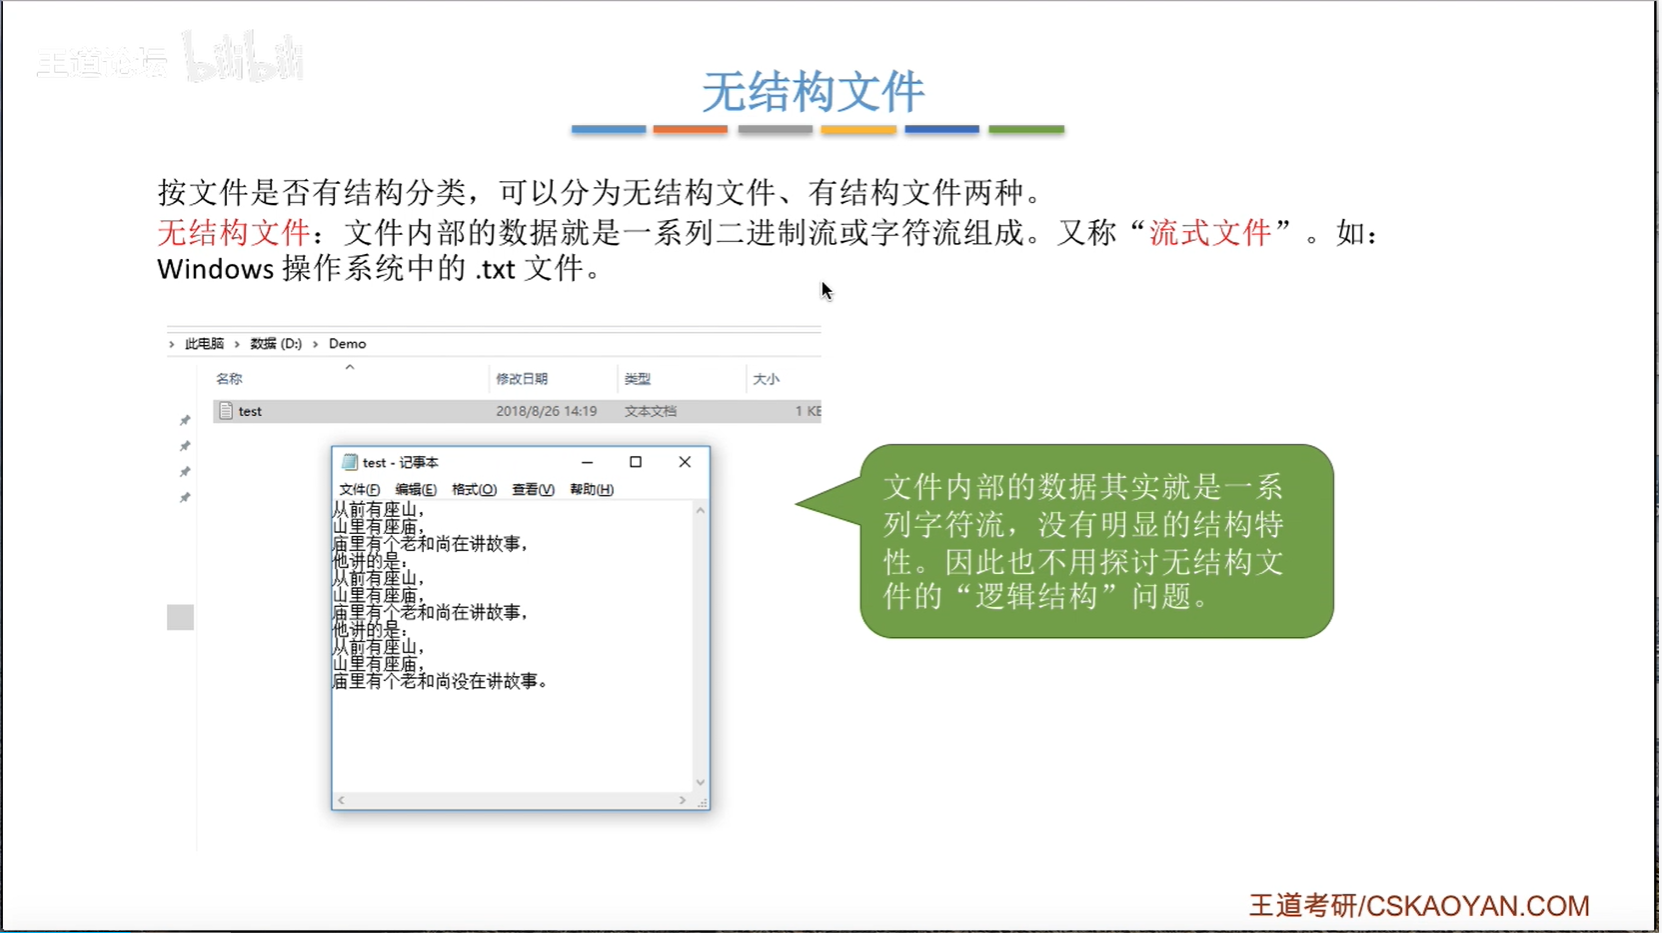 王道论坛 bilibili
无结构文件
按文件是否有结构分类，可以分为无结构文件、有结构文件两种。
无结构文件：文件内部的数据就是一系列二进制流或字符流组成。又称“流式文件”。如：
Windows 操作系统中的 .txt 文件。
此电脑 › 数据 (D:) › Demo
名称 修改日期 类型 大小
test 2018/8/26 14:19 文本文档 1 KB
test - 记事本
文件(F) 编辑(E) 格式(O) 查看(V) 帮助(H)
从前有座山，
山里有座庙，
庙里有个老和尚在讲故事，
他讲的是：
从前有座山，
山里有座庙，
庙里有个老和尚在讲故事，
他讲的是：
从前有座山，
山里有座庙，
庙里有个老和尚没在讲故事。
文件内部的数据其实就是一系
列字符流，没有明显的结构特
性。因此也不用探讨无结构文
件的“逻辑结构”问题。
王道考研/CSKAOYAN.COM